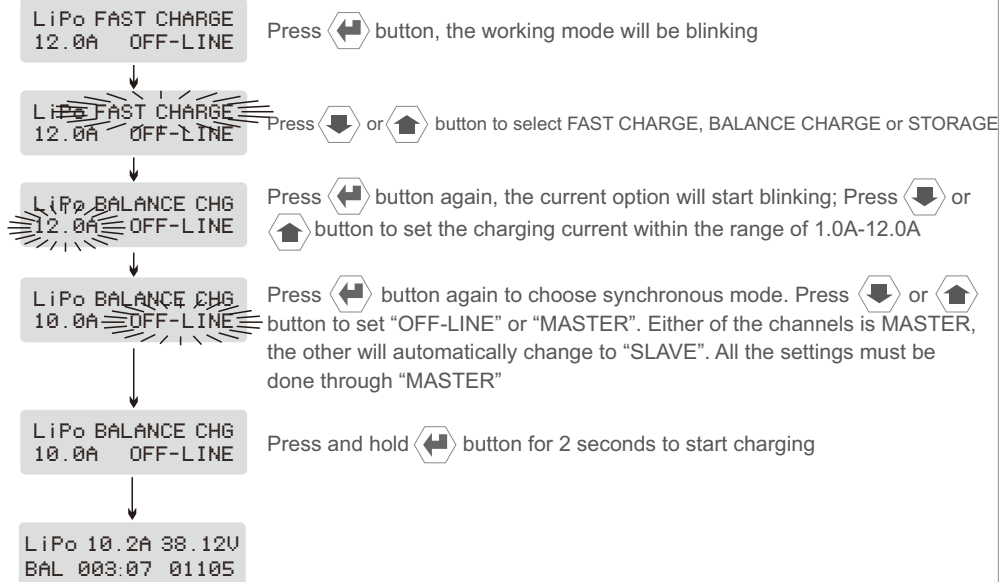 LiPo FAST CHARGE
12.0A OFF-LINE
Press button, the working mode will be blinking
LiPo FAST CHARGE
12.0A OFF-LINE
Press or button to select FAST CHARGE, BALANCE CHARGE or STORAGE
LiPo BALANCE CHG
12.0A OFF-LINE
Press button again, the current option will start blinking; Press or
button to set the charging current within the range of 1.0A-12.0A
LiPo BALANCE CHG
10.0A OFF-LINE
Press button again to choose synchronous mode. Press or
button to set “OFF-LINE” or “MASTER”. Either of the channels is MASTER,
the other will automatically change to “SLAVE”. All the settings must be
done through “MASTER”
LiPo BALANCE CHG
10.0A OFF-LINE
Press and hold button for 2 seconds to start charging
LiPo 10.2A 38.12V
BAL 003:07 01105